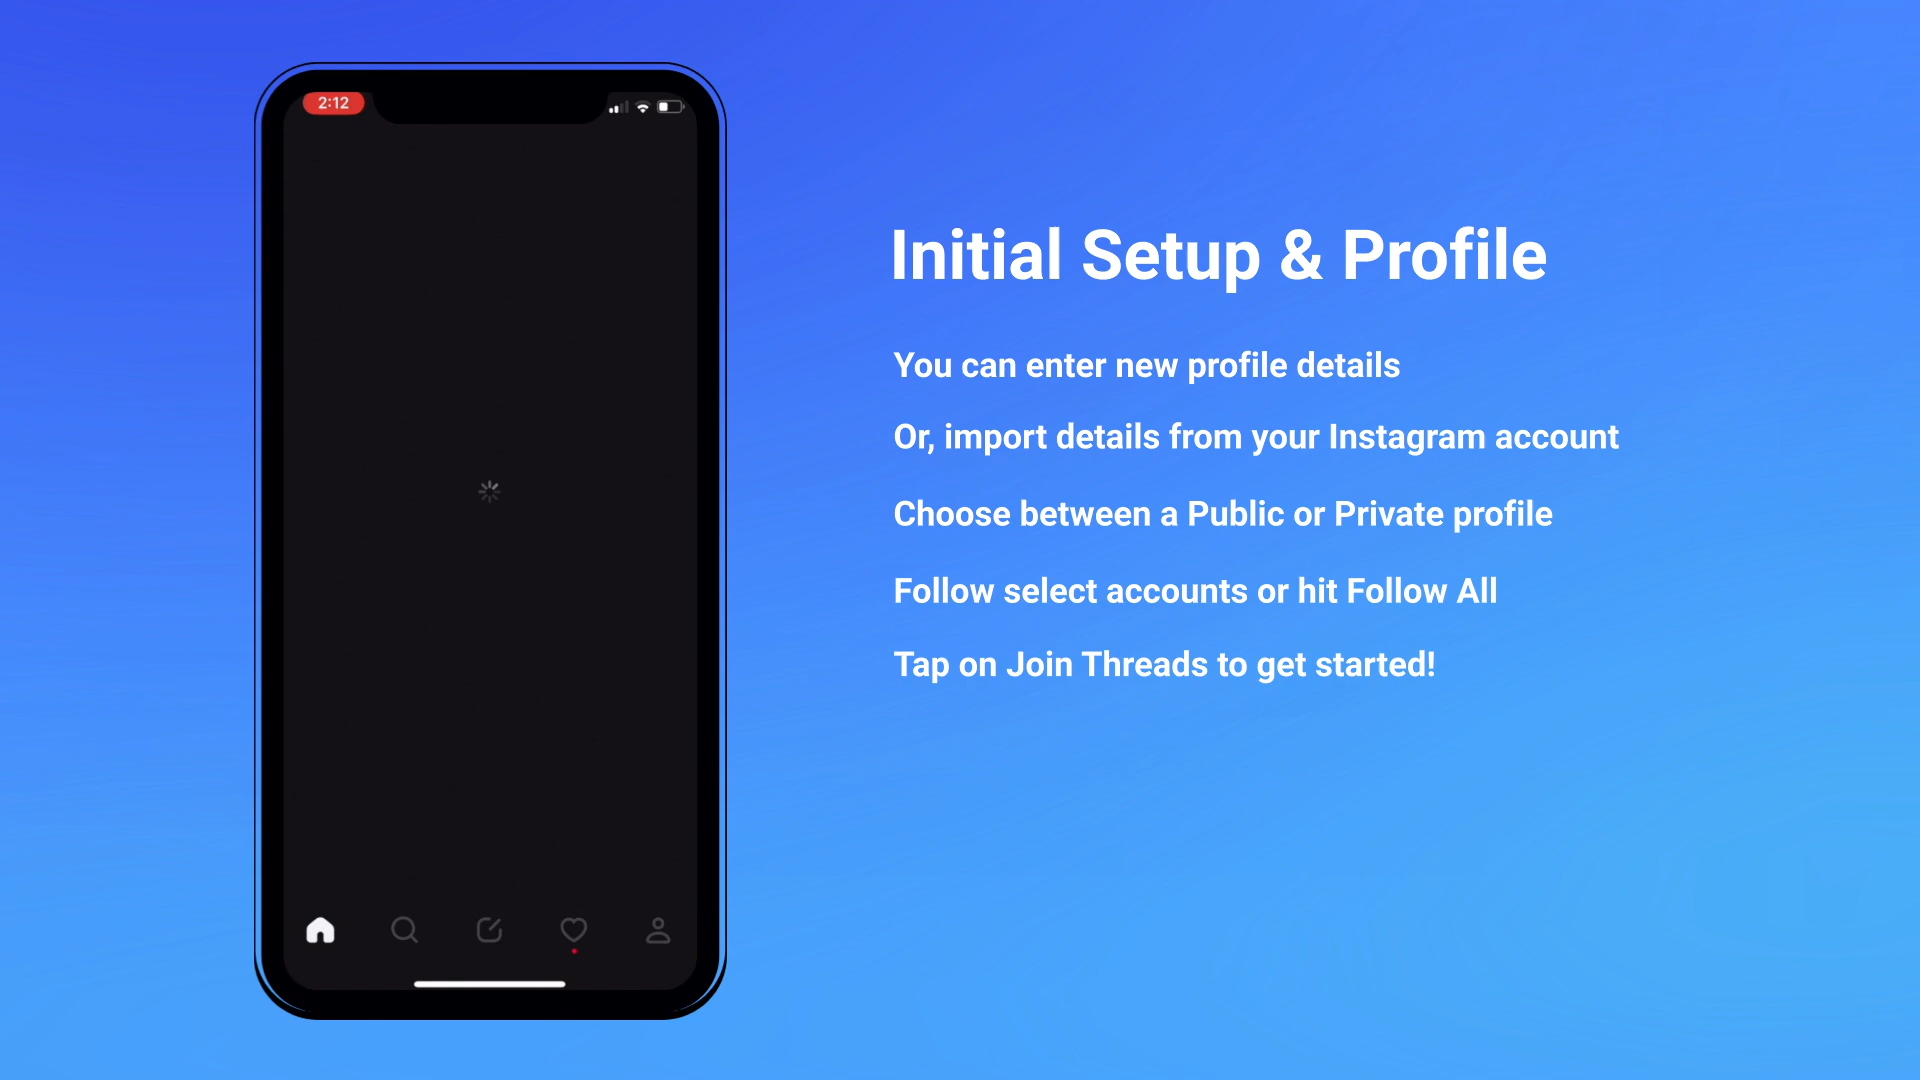 2:12
Initial Setup & Profile
You can enter new profile details
Or, import details from your Instagram account
Choose between a Public or Private profile
Follow select accounts or hit Follow All
Tap on Join Threads to get started!